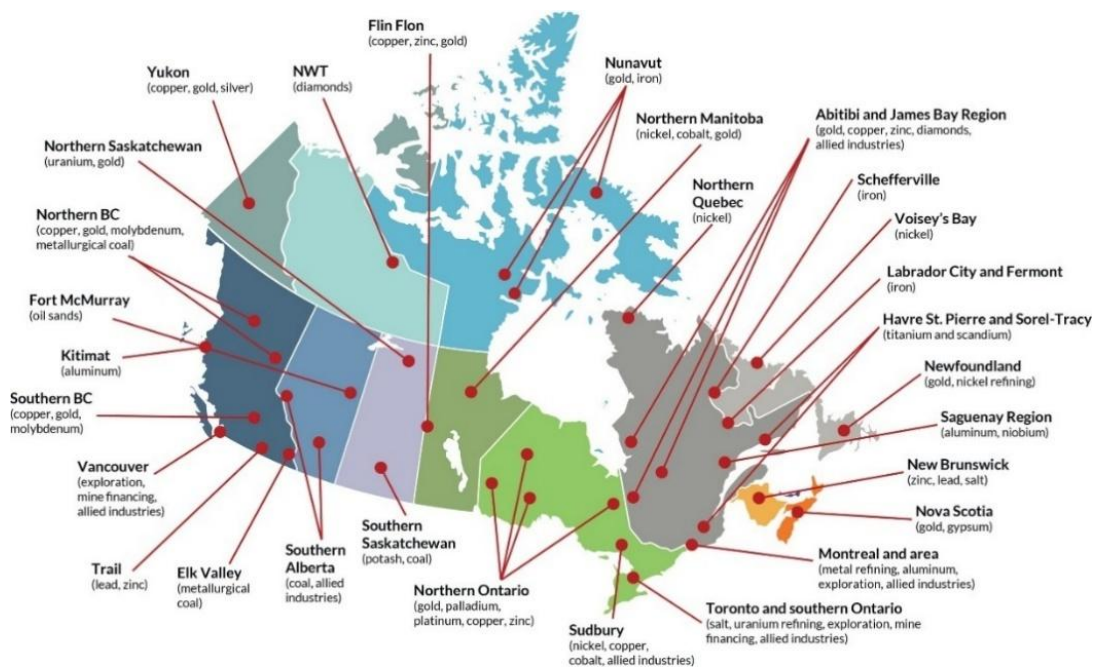 Flin Flon
(copper, zinc, gold)
Yukon
(copper, gold, silver)
NWT
(diamonds)
Nunavut
(gold, iron)
Northern Manitoba
(nickel, cobalt, gold)
Abitibi and James Bay Region
(gold, copper, zinc, diamonds,
allied industries)
Northern Saskatchewan
(uranium, gold)
Northern
Quebec
(nickel)
Schefferville
(iron)
Northern BC
(copper, gold, molybdenum,
metallurgical coal)
Voisey's Bay
(nickel)
Labrador City and Fermont
(iron)
Fort McMurray
(oil sands)
Havre St. Pierre and Sorel-Tracy
(titanium and scandium)
Kitimat
(aluminum)
Newfoundland
(gold, nickel refining)
Southern BC
(copper, gold,
molybdenum)
Saguenay Region
(aluminum, niobium)
Vancouver
(exploration,
mine financing,
allied industries)
New Brunswick
(zinc, lead, salt)
Nova Scotia
(gold, gypsum)
Trail
(lead, zinc)
Elk Valley
(metallurgical
coal)
Southern
Alberta
(coal, allied
industries)
Southern
Saskatchewan
(potash, coal)
Northern Ontario
(gold, palladium,
platinum, copper, zinc)
Sudbury
(nickel, copper,
cobalt, allied industries)
Montreal and area
(metal refining, aluminum,
exploration, allied industries)
Toronto and southern Ontario
(salt, uranium refining, exploration, mine
financing, allied industries)